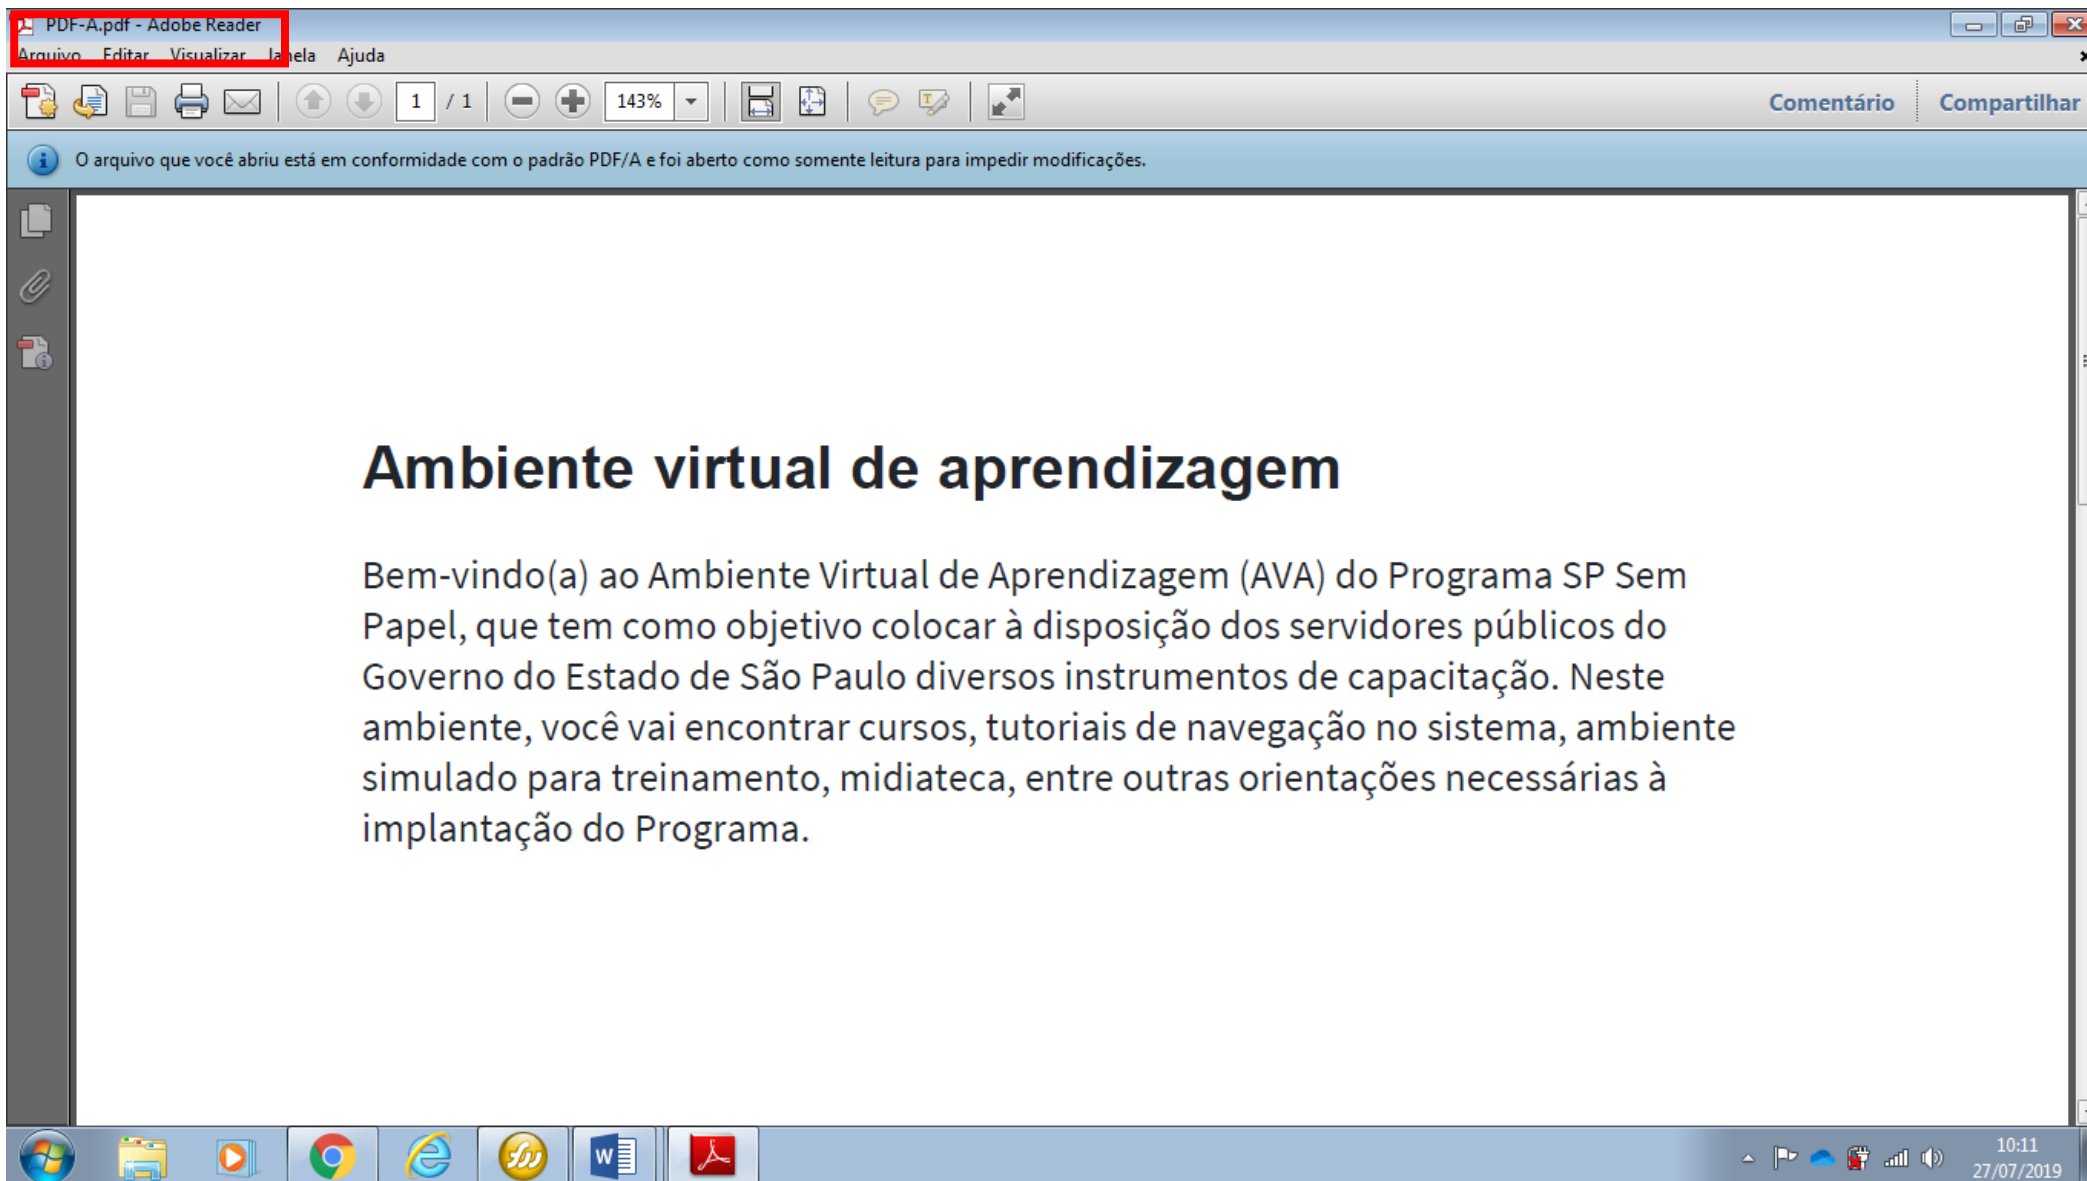 PDF-A.pdf - Adobe Reader
Arquivo Editar Visualizar Janela Ajuda
1 / 1 143% Comentário Compartilhar
O arquivo que você abriu está em conformidade com o padrão PDF/A e foi aberto como somente leitura para impedir modificações.
Ambiente virtual de aprendizagem
Bem-vindo(a) ao Ambiente Virtual de Aprendizagem (AVA) do Programa SP Sem
Papel, que tem como objetivo colocar à disposição dos servidores públicos do
Governo do Estado de São Paulo diversos instrumentos de capacitação. Neste
ambiente, você vai encontrar cursos, tutoriais de navegação no sistema, ambiente
simulado para treinamento, midiateca, entre outras orientações necessárias à
implantação do Programa.
10:11
27/07/2019